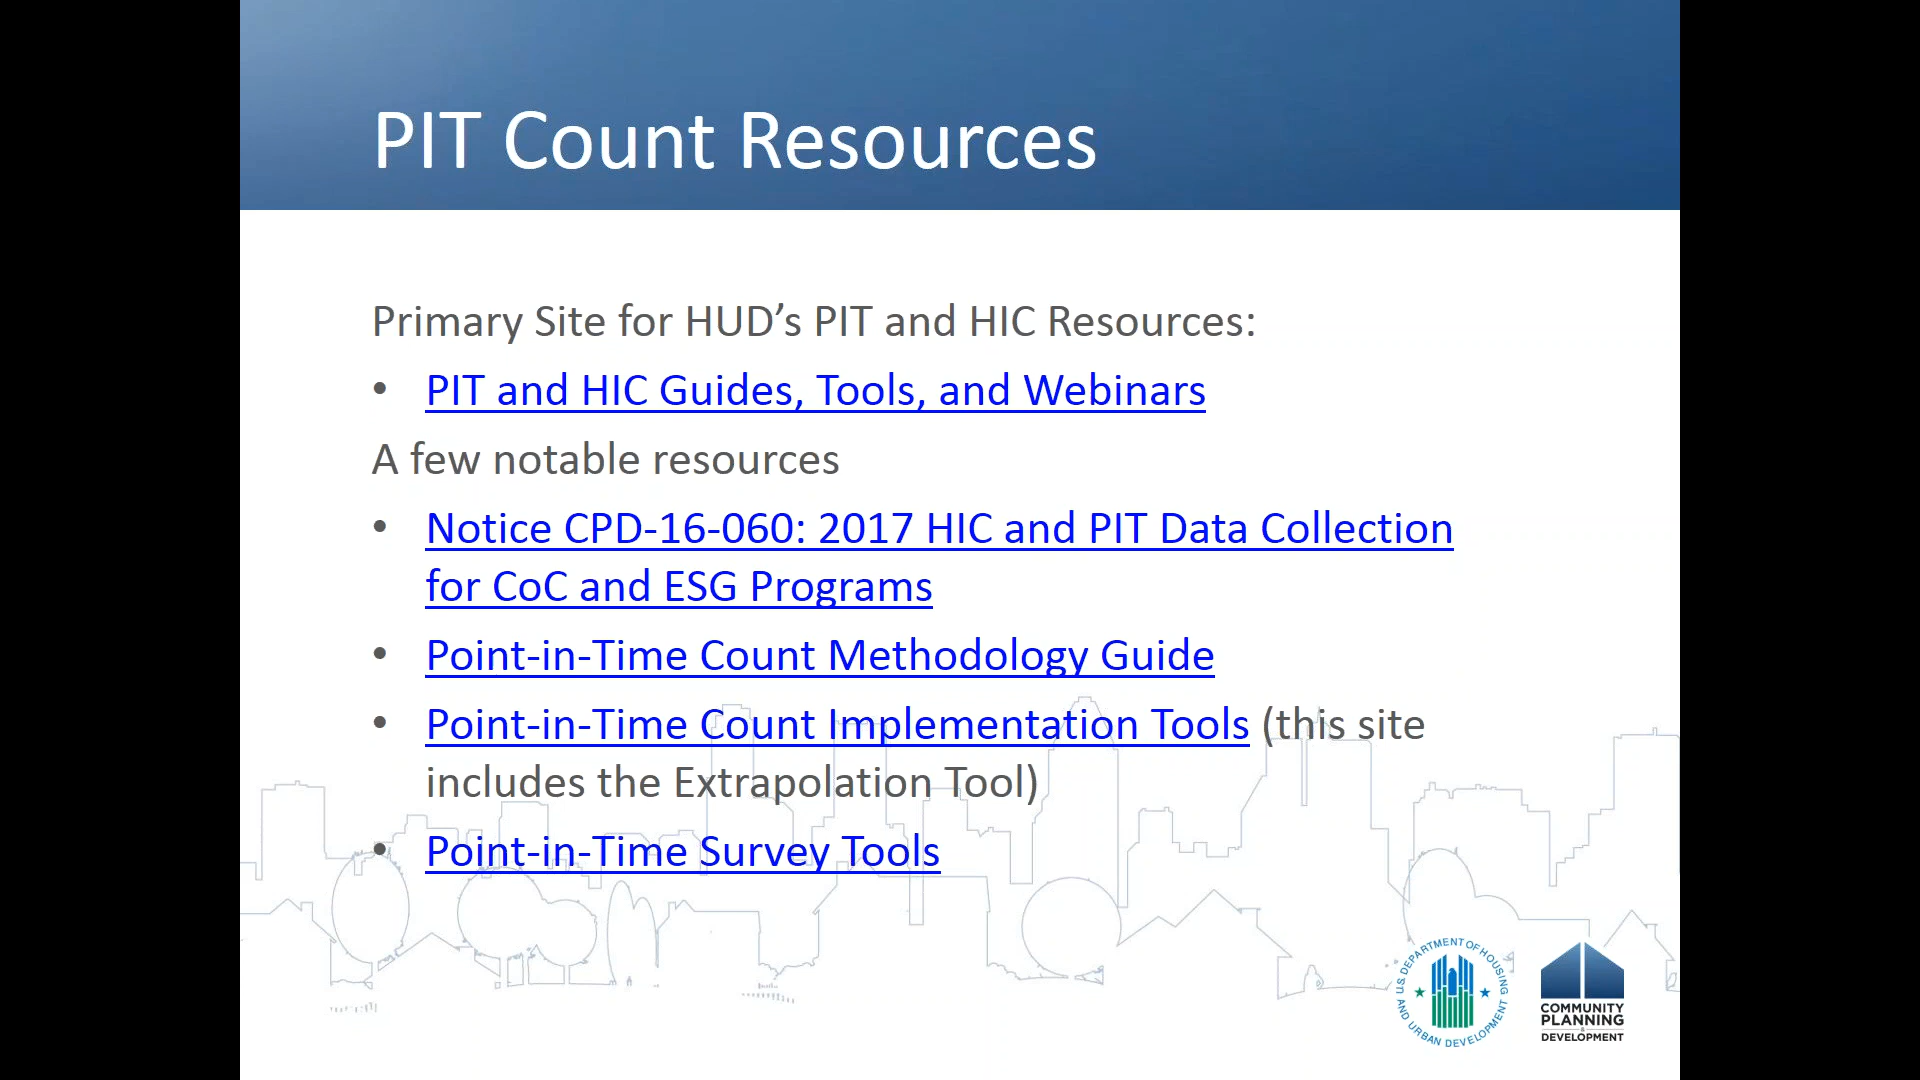 PIT Count Resources
Primary Site for HUD’s PIT and HIC Resources:
• PIT and HIC Guides, Tools, and Webinars
A few notable resources
• Notice CPD-16-060: 2017 HIC and PIT Data Collection
for CoC and ESG Programs
• Point-in-Time Count Methodology Guide
• Point-in-Time Count Implementation Tools (this site
includes the Extrapolation Tool)
• Point-in-Time Survey Tools
U.S. DEPARTMENT OF HOUSING
AND URBAN DEVELOPMENT
COMMUNITY
PLANNING
&
DEVELOPMENT